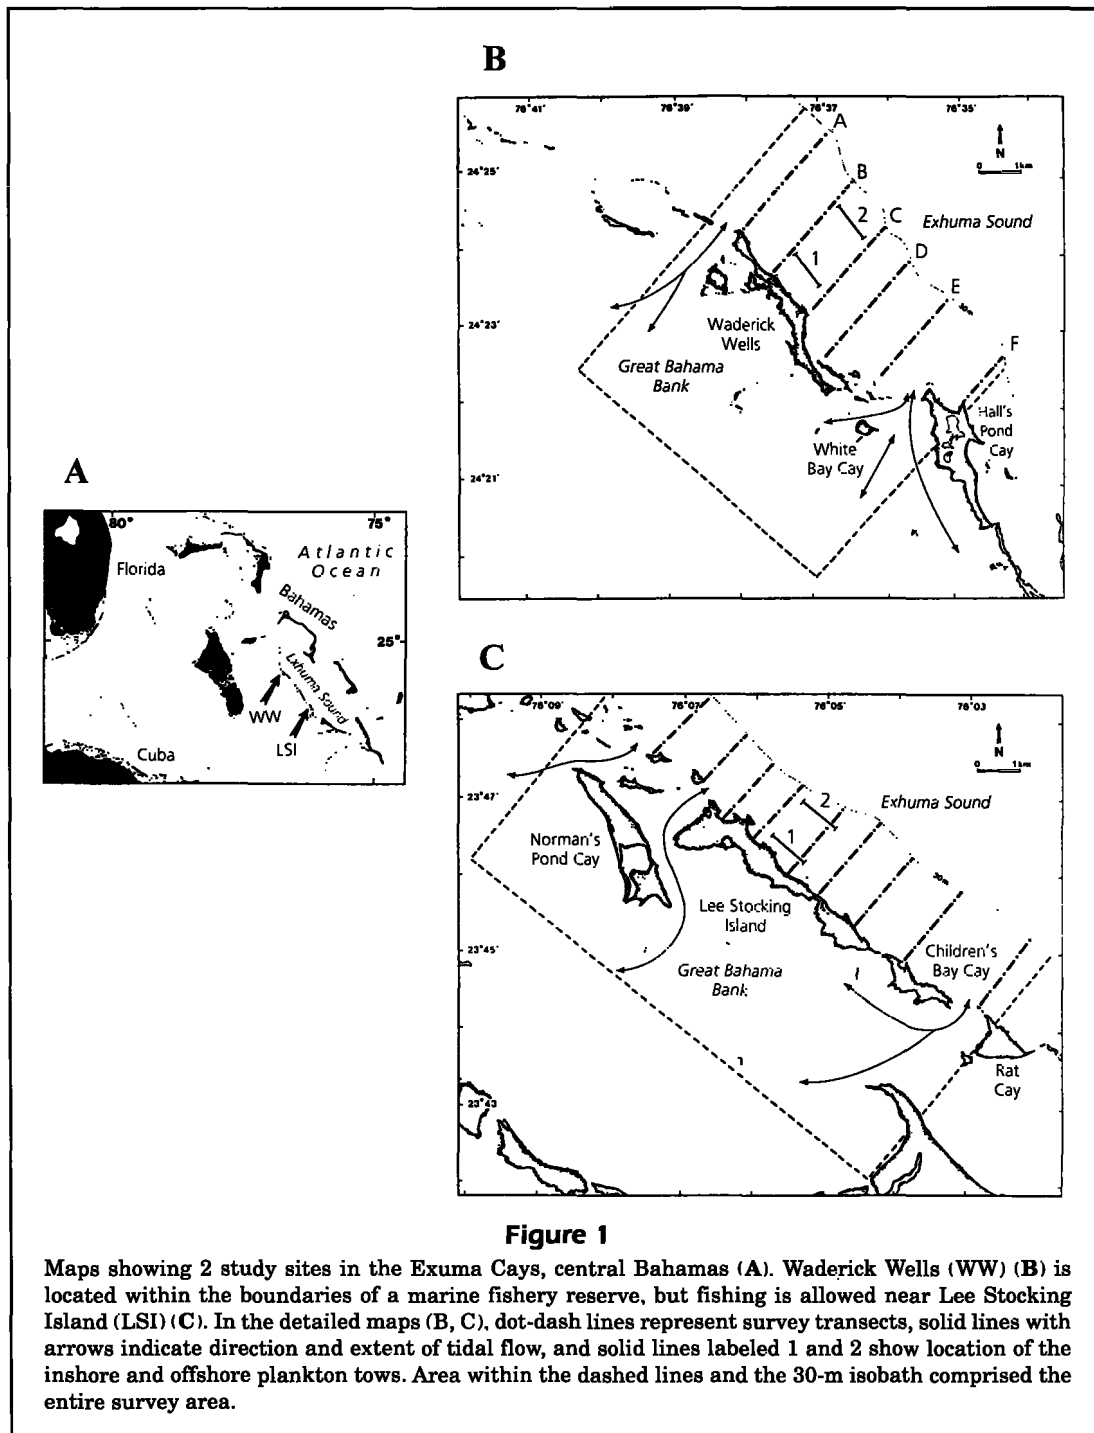 B
76°41'
76°39'
76°37'
76°35'
A
N
0 1km
24°25'
B
2
C
Exhuma Sound
D
1
E
30m
24°23'
Waderick
Wells
F
Great Bahama
Bank
Hall's
Pond
Cay
White
Bay Cay
24°21'
A
80°
75°
Atlantic
Ocean
Florida
Bahamas
25°
Exhuma Sound
WW
LSI
Cuba
C
76°09'
76°07'
76°05'
76°03'
N
0 1km
23°47'
2
Exhuma Sound
1
Norman's
Pond Cay
30m
Lee Stocking
Island
23°45'
Children's
Bay Cay
Great Bahama
Bank
Rat
Cay
23°43
Figure 1
Maps showing 2 study sites in the Exuma Cays, central Bahamas (A). Waderick Wells (WW) (B) is
located within the boundaries of a marine fishery reserve, but fishing is allowed near Lee Stocking
Island (LSI) (C). In the detailed maps (B, C), dot-dash lines represent survey transects, solid lines with
arrows indicate direction and extent of tidal flow, and solid lines labeled 1 and 2 show location of the
inshore and offshore plankton tows. Area within the dashed lines and the 30-m isobath comprised the
entire survey area.